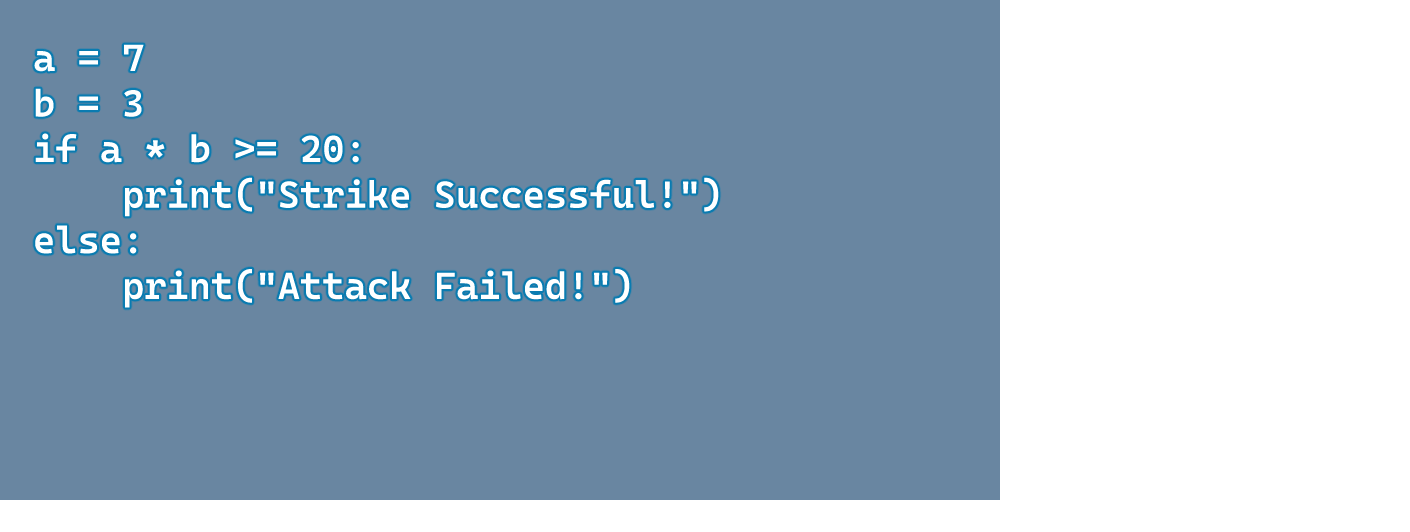 a = 7
b = 3
if a * b >= 20:
    print("Strike Successful!")
else:
    print("Attack Failed!")